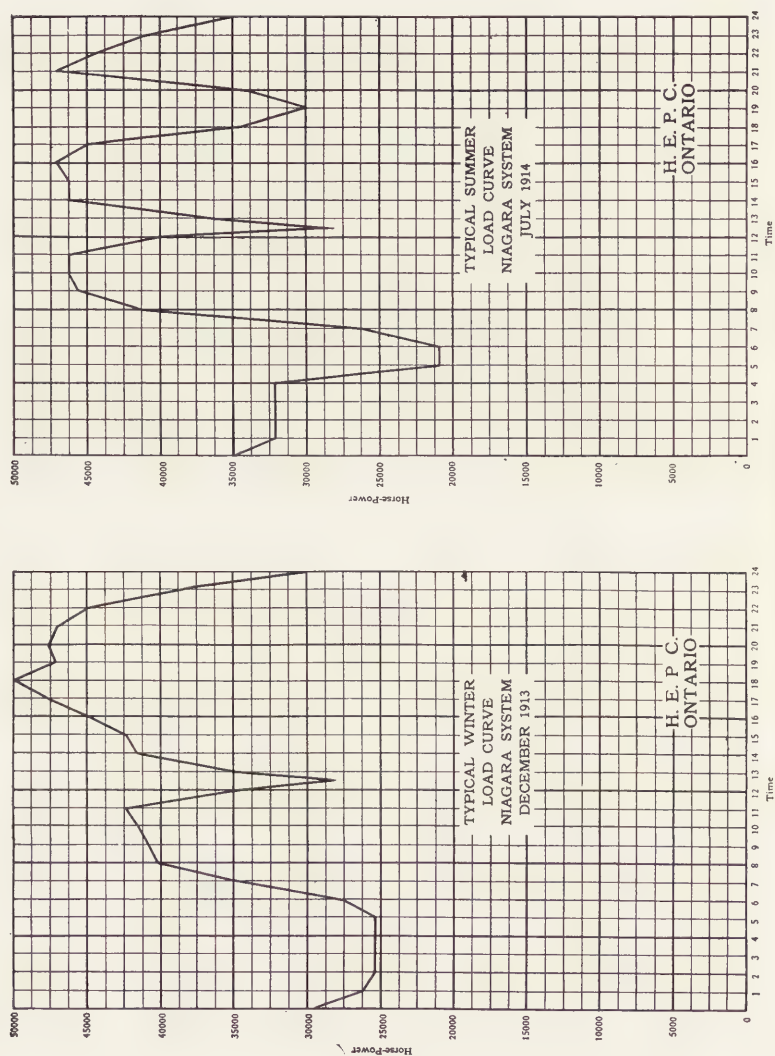 50000
45000
40000
35000
30000
25000
20000
15000
10000
5000
0
Horse-Power
TYPICAL SUMMER
LOAD CURVE
NIAGARA SYSTEM
JULY 1914
H. E. P. C.
ONTARIO
1 2 3 4 5 6 7 8 9 10 11 12 13 14 15 16 17 18 19 20 21 22 23 24
Time
50000
45000
40000
35000
30000
25000
20000
15000
10000
5000
0
Horse-Power
TYPICAL WINTER
LOAD CURVE
NIAGARA SYSTEM
DECEMBER 1913
H. E. P C.
ONTARIO
1 2 3 4 5 6 7 8 9 10 11 12 13 14 15 16 17 18 19 20 21 22 23 24
Time